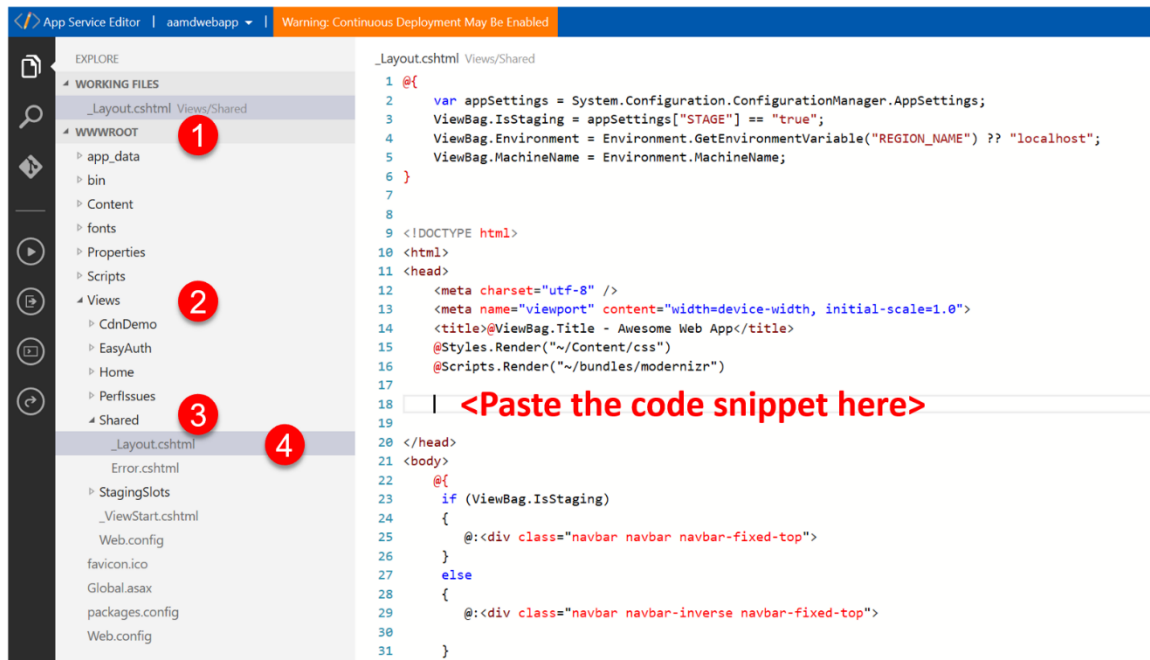 </> App Service Editor | aamdwebapp | Warning: Continuous Deployment May Be Enabled
EXPLORE
WORKING FILES
_Layout.cshtml Views/Shared
WWWROOT
1
app_data
bin
Content
fonts
Properties
Scripts
Views
2
CdnDemo
EasyAuth
Home
PerfIssues
Shared
3
_Layout.cshtml
4
Error.cshtml
StagingSlots
_ViewStart.cshtml
Web.config
favicon.ico
Global.asax
packages.config
Web.config
_Layout.cshtml Views/Shared
1 @{
2 var appSettings = System.Configuration.ConfigurationManager.AppSettings;
3 ViewBag.IsStaging = appSettings["STAGE"] == "true";
4 ViewBag.Environment = Environment.GetEnvironmentVariable("REGION_NAME") ?? "localhost";
5 ViewBag.MachineName = Environment.MachineName;
6 }
7
8
9 <!DOCTYPE html>
10 <html>
11 <head>
12 <meta charset="utf-8" />
13 <meta name="viewport" content="width=device-width, initial-scale=1.0">
14 <title>@ViewBag.Title - Awesome Web App</title>
15 @Styles.Render("~/Content/css")
16 @Scripts.Render("~/bundles/modernizr")
17
18 <Paste the code snippet here>
19
20 </head>
21 <body>
22 @{
23 if (ViewBag.IsStaging)
24 {
25 @:<div class="navbar navbar navbar-fixed-top">
26 }
27 else
28 {
29 @:<div class="navbar navbar-inverse navbar-fixed-top">
30
31 }